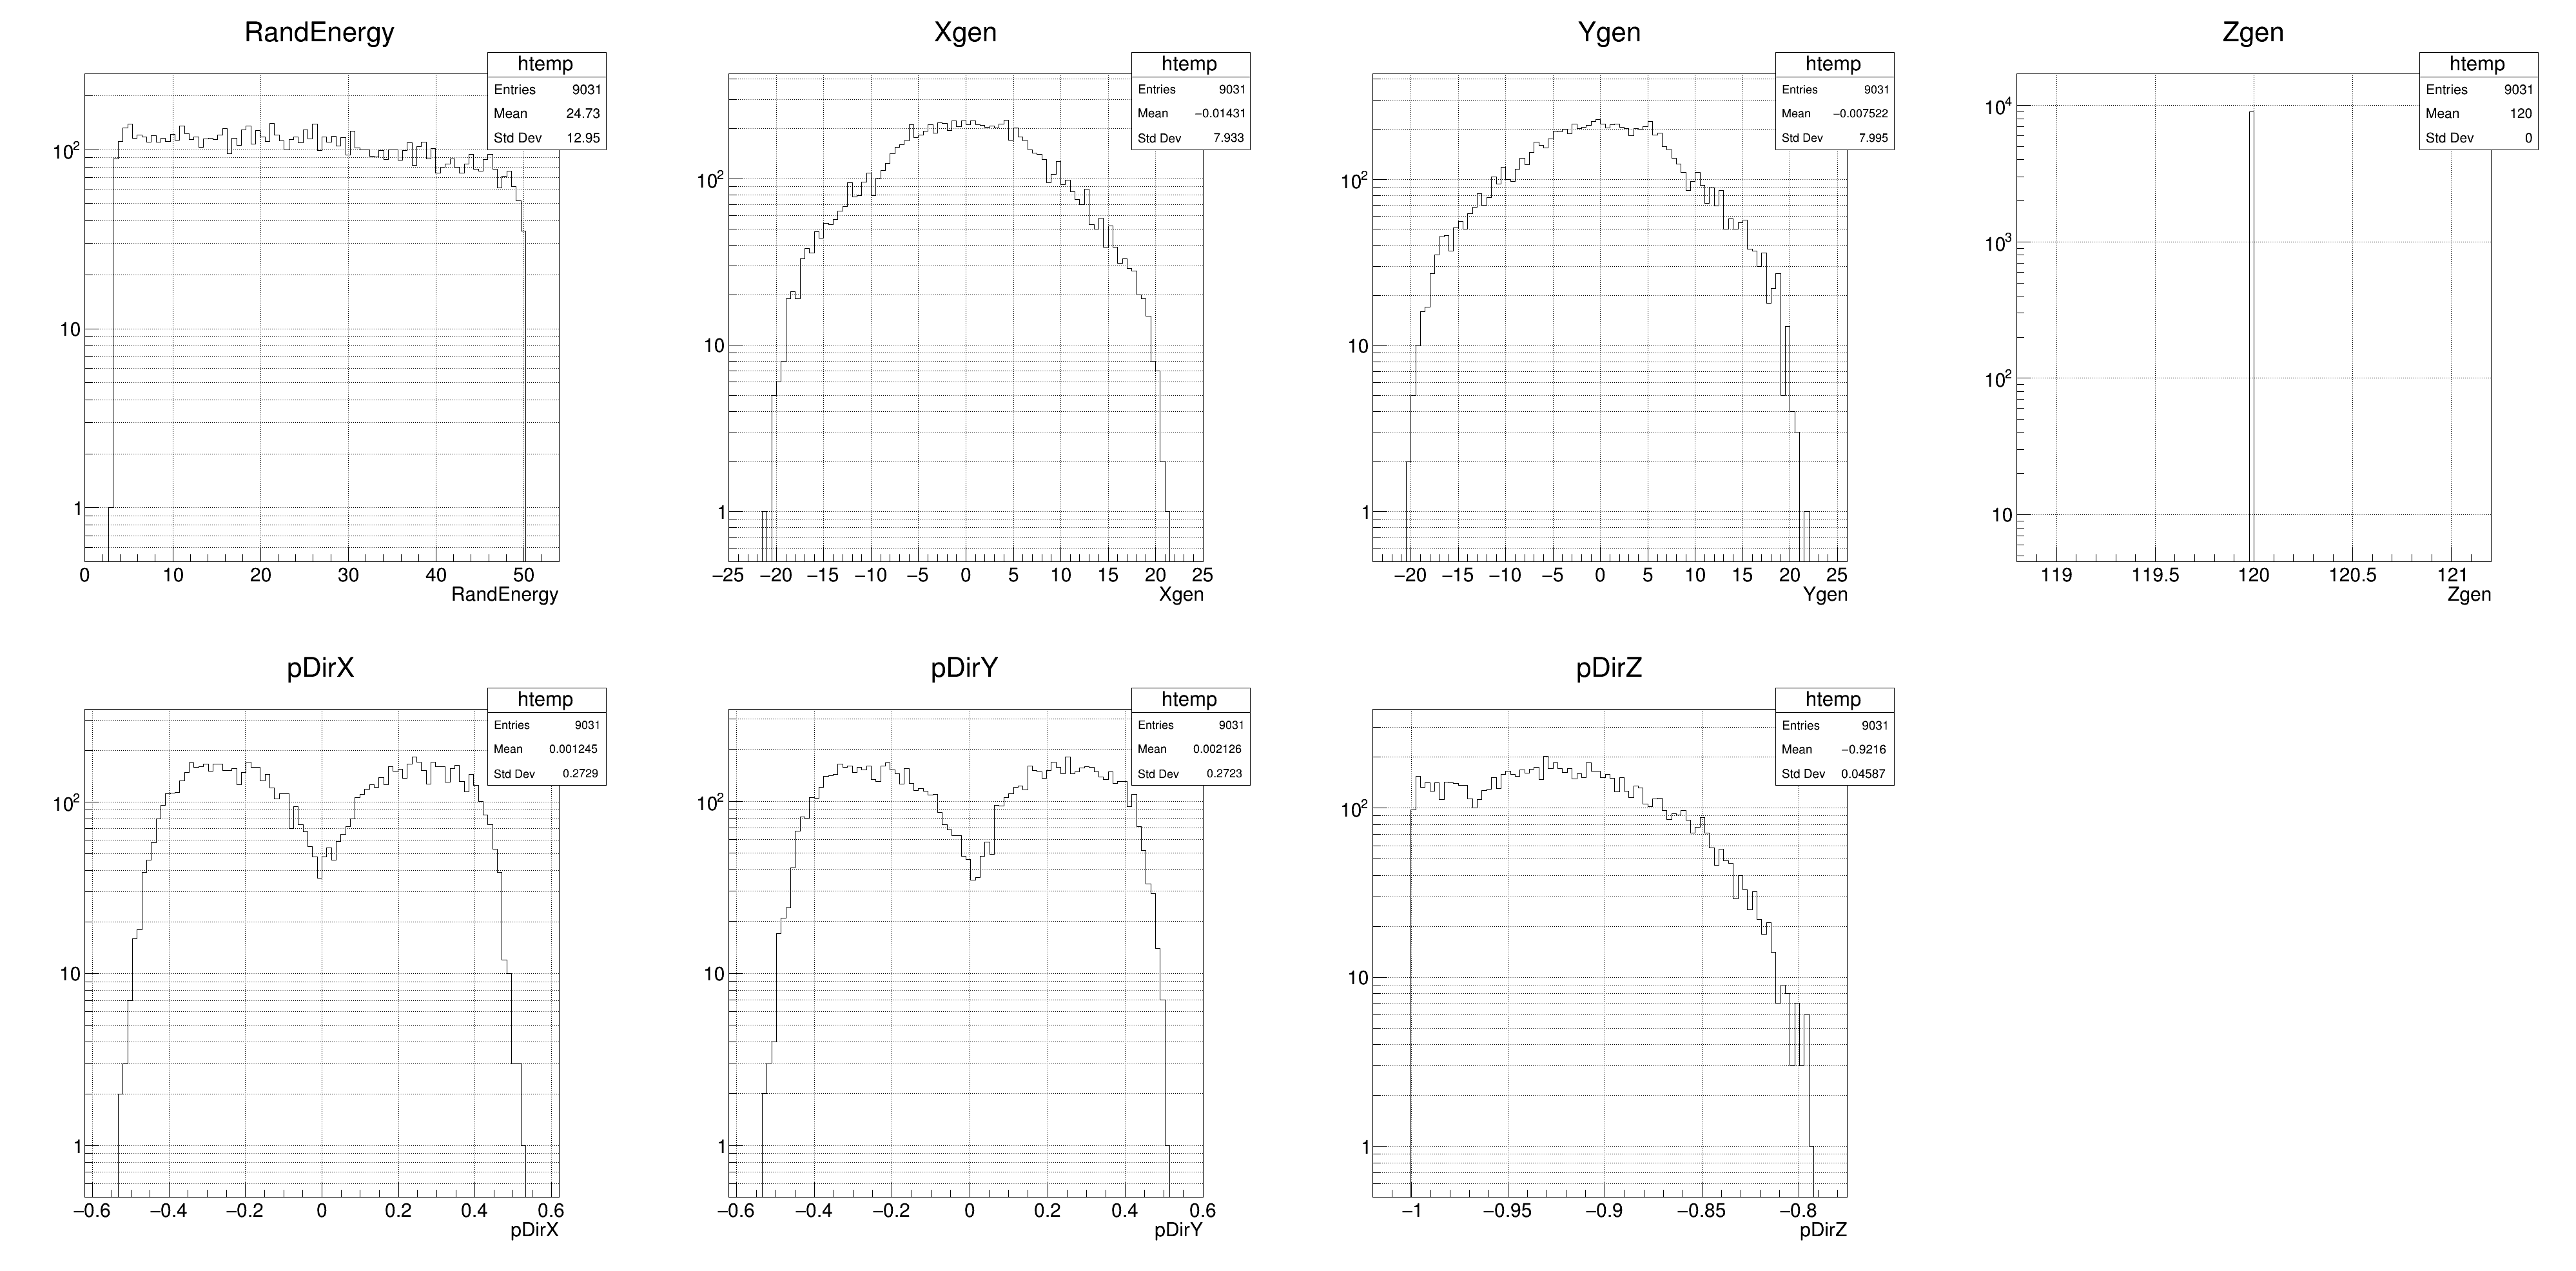 RandEnergy
htemp
Entries 9031
Mean 24.73
Std Dev 12.95
10²
10
1
0 10 20 30 40 50
RandEnergy
Xgen
htemp
Entries 9031
Mean −0.01431
Std Dev 7.933
10²
10
1
−25 −20 −15 −10 −5 0 5 10 15 20 25
Xgen
Ygen
htemp
Entries 9031
Mean −0.007522
Std Dev 7.995
10²
10
1
−20 −15 −10 −5 0 5 10 15 20 25
Ygen
Zgen
htemp
Entries 9031
Mean 120
Std Dev 0
10⁴
10³
10²
10
119 119.5 120 120.5 121
Zgen
pDirX
htemp
Entries 9031
Mean 0.001245
Std Dev 0.2729
10²
10
1
−0.6 −0.4 −0.2 0 0.2 0.4 0.6
pDirX
pDirY
htemp
Entries 9031
Mean 0.002126
Std Dev 0.2723
10²
10
1
−0.6 −0.4 −0.2 0 0.2 0.4 0.6
pDirY
pDirZ
htemp
Entries 9031
Mean −0.9216
Std Dev 0.04587
10²
10
1
−1 −0.95 −0.9 −0.85 −0.8
pDirZ